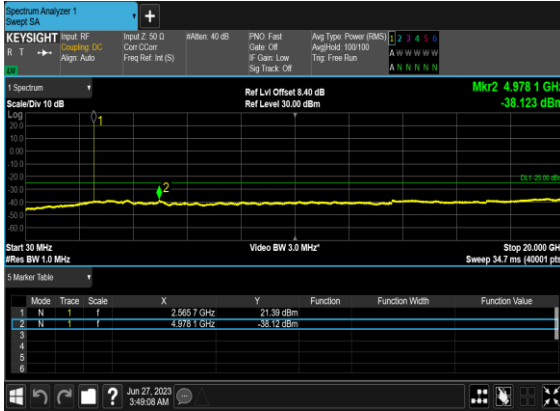 Spectrum Analyzer 1
Swept SA
+
KEYSIGHT Input: RF Input Z: 50 Ω #Atten: 40 dB PNO: Fast Avg Type: Power (RMS) 1 2 3 4 5 6
R T Coupling: DC Corr CCorr Gate: Off Avg|Hold: 100/100 A W W W W W
Align: Auto Freq Ref: Int (S) IF Gain: Low Trig: Free Run
Sig Track: Off A N N N N N
1 Spectrum Ref Lvl Offset 8.40 dB Mkr2 4.978 1 GHz
Scale/Div 10 dB Ref Level 30.00 dBm -38.123 dBm
Log
1
20.0
10.0
0.00
-10.0
-20.0
DL1 -25.00 dBm
-30.0
2
-40.0
-50.0
-60.0
Start 30 MHz Video BW 3.0 MHz* Stop 20.000 GH
#Res BW 1.0 MHz Sweep 34.7 ms (40001 pts
5 Marker Table
Mode Trace Scale X Y Function Function Width Function Value
1 N 1 f 2.565 7 GHz 21.39 dBm
2 N 1 f 4.978 1 GHz -38.12 dBm
3
4
5
6
? Jun 27, 2023
3:49:08 AM